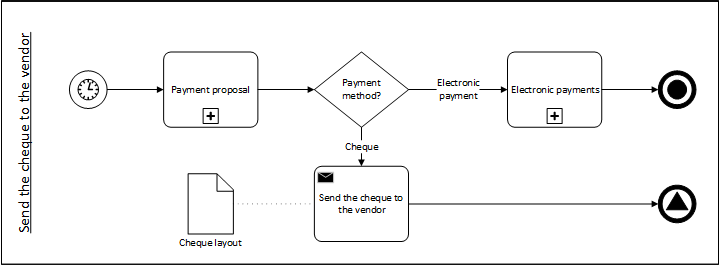 Send the cheque to the vendor
Payment proposal
Payment
method?
Electronic
payment
Electronic payments
Cheque
Send the cheque to
the vendor
Cheque layout